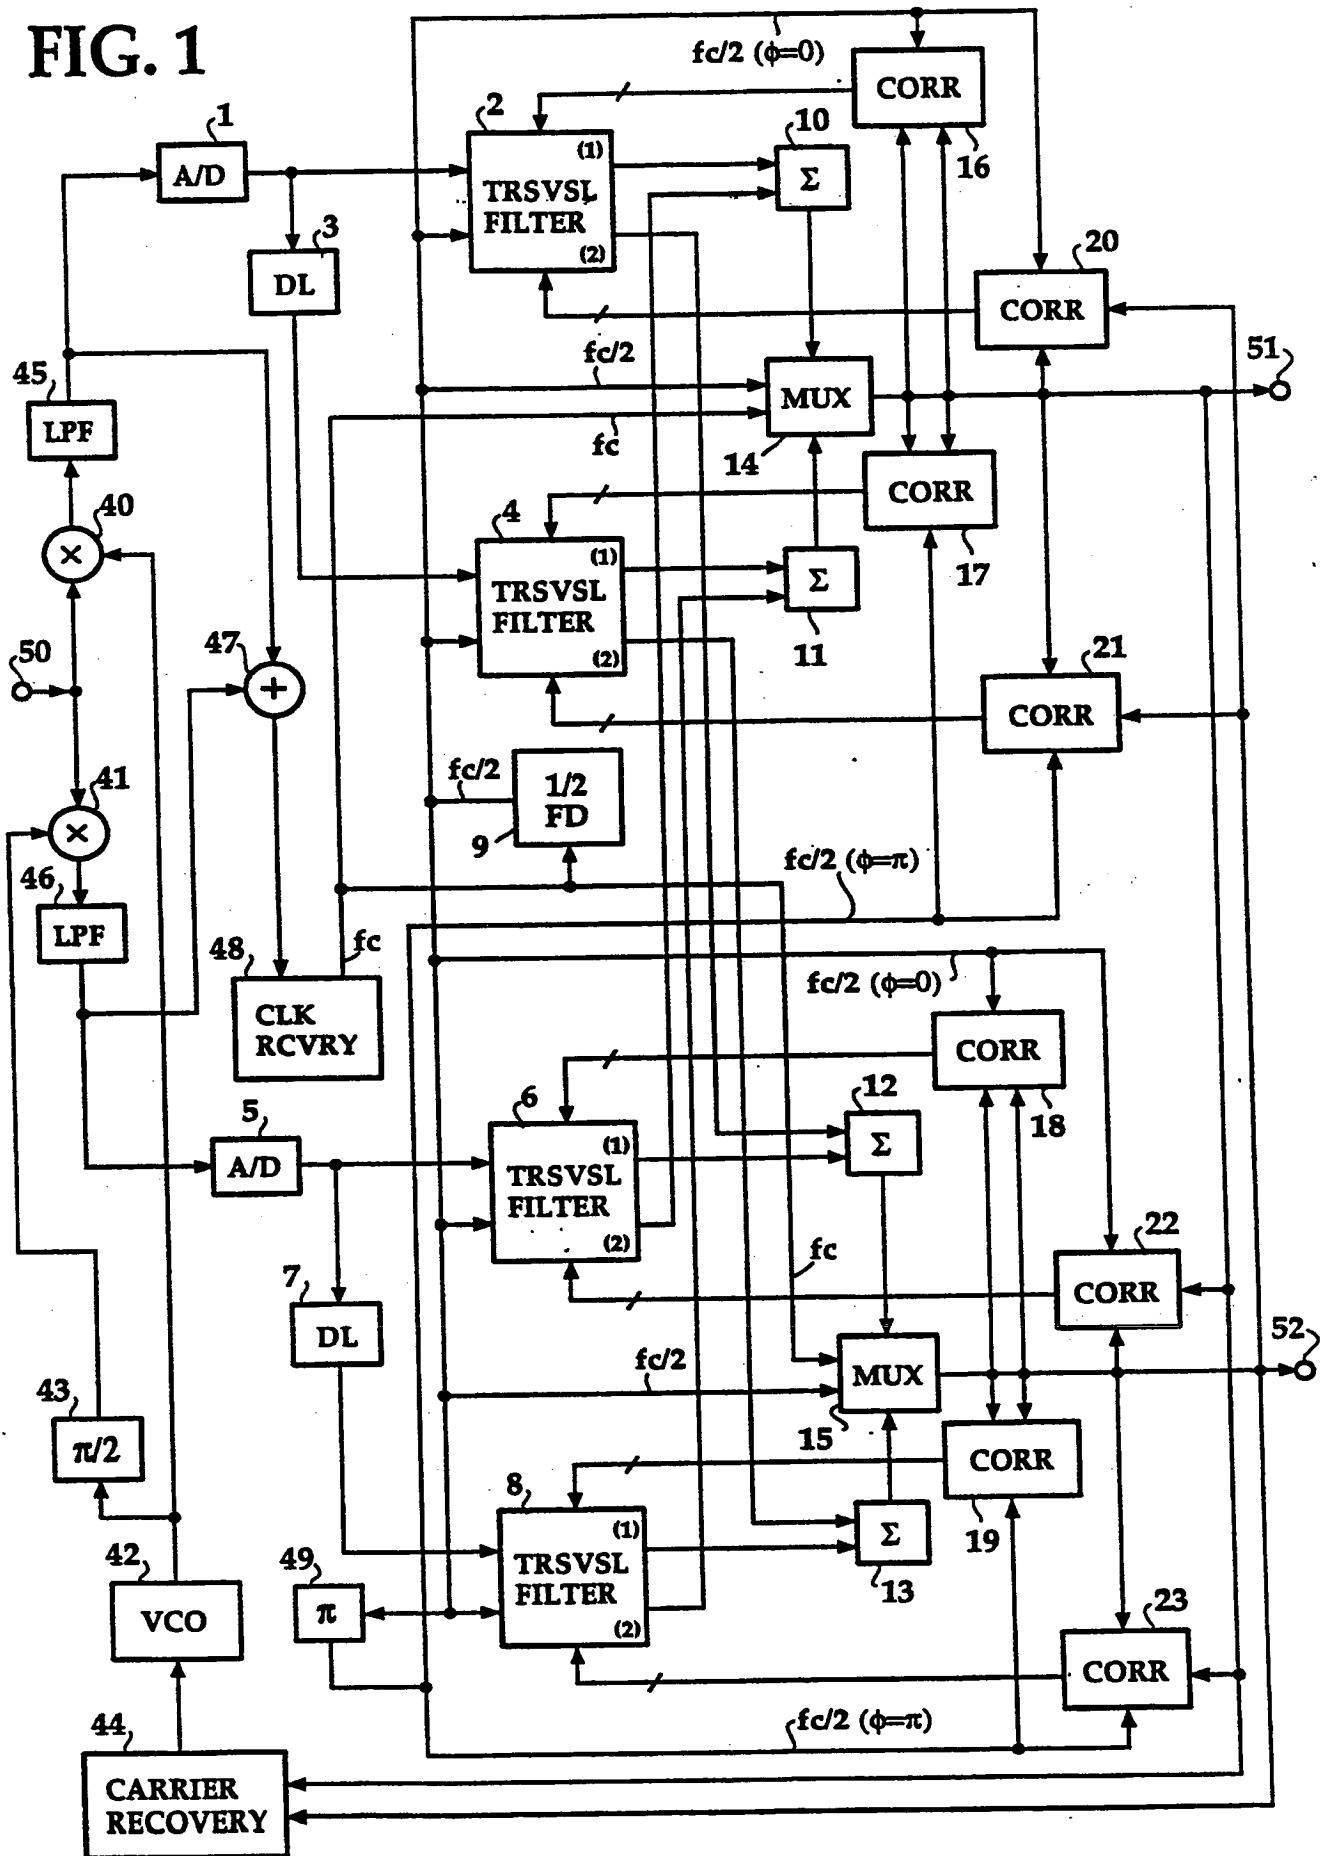 FIG. 1
fc/2 (ϕ=0)
CORR
16
1
A/D
2
(1)
TRSVSL
FILTER
(2)
10
Σ
3
DL
20
CORR
45
LPF
fc/2
fc
MUX
14
51
CORR
17
40
×
4
(1)
TRSVSL
FILTER
(2)
Σ
11
50
47
+
21
CORR
41
×
fc/2
1/2
FD
9
46
LPF
fc/2 (ϕ=π)
48
fc
CLK
RCVRY
fc/2 (ϕ=0)
CORR
18
5
A/D
6
(1)
TRSVSL
FILTER
(2)
12
Σ
fc
22
CORR
7
DL
fc/2
MUX
15
52
43
π/2
CORR
19
8
(1)
TRSVSL
FILTER
(2)
Σ
13
42
VCO
49
π
23
CORR
44
CARRIER
RECOVERY
fc/2 (ϕ=π)